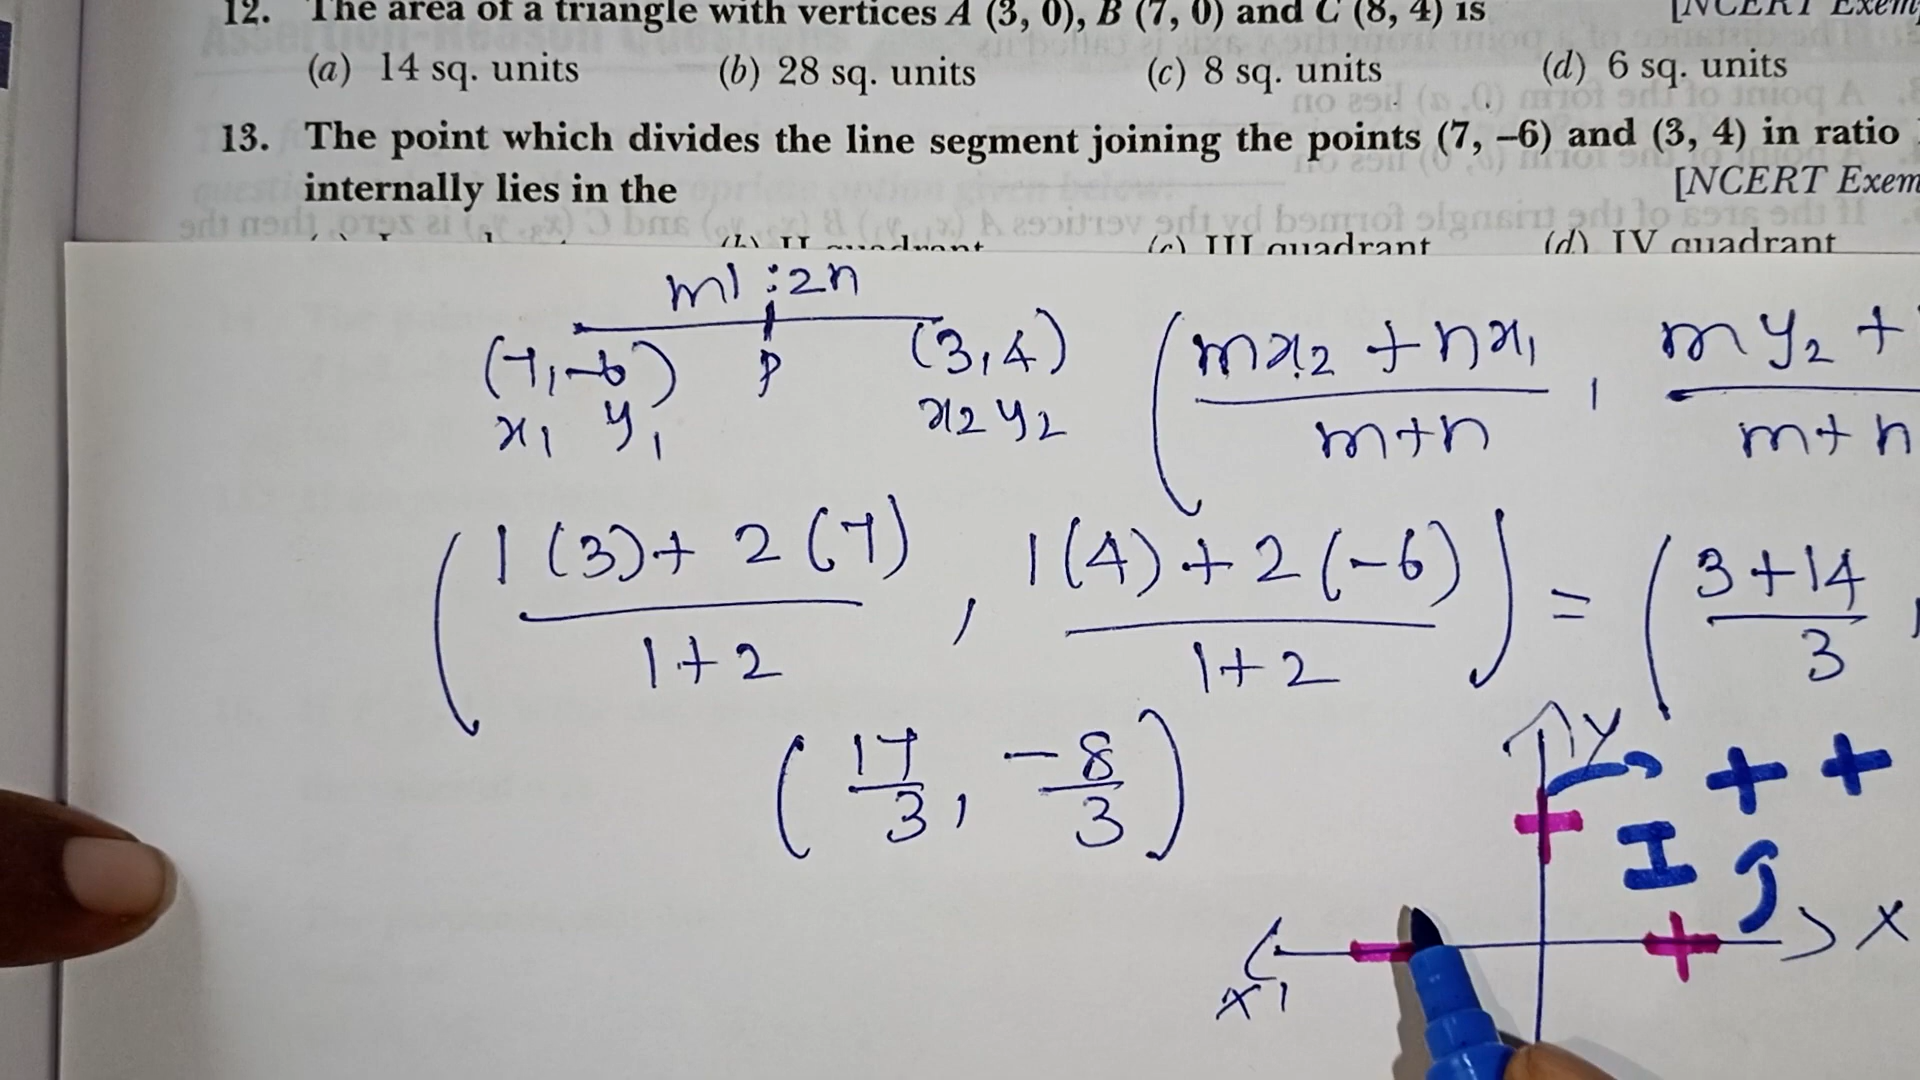 12. The area of a triangle with vertices A (3, 0), B (7, 0) and C (8, 4) is
(a) 14 sq. units (b) 28 sq. units (c) 8 sq. units (d) 6 sq. units
13. The point which divides the line segment joining the points (7, –6) and (3, 4) in ratio
internally lies in the [NCERT Exem
(b) II quadrant (c) III quadrant (d) IV quadrant
m1 : 2n
(7,-6) P (3,4) (mx2 + nx1 / m+n , my2 + / m+n
x1 y1 x2 y2
(1(3)+2(7) / 1+2 , 1(4)+2(-6) / 1+2) = (3+14 / 3
(17/3, -8/3)
Y + +
+ I
+ X
X'